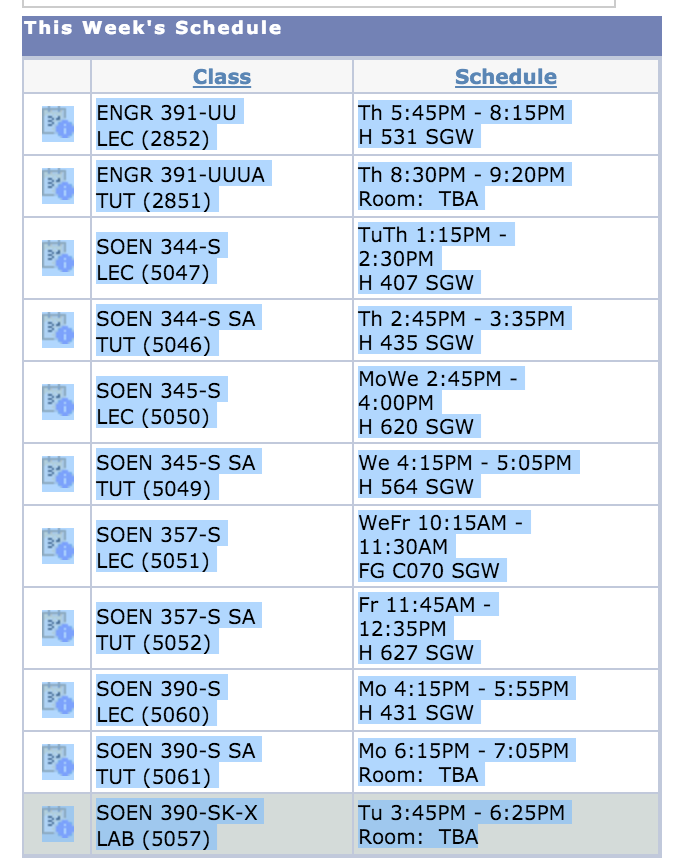 This Week's Schedule
Class Schedule
ENGR 391-UU
LEC (2852)
Th 5:45PM - 8:15PM
H 531 SGW
ENGR 391-UUUA
TUT (2851)
Th 8:30PM - 9:20PM
Room: TBA
SOEN 344-S
LEC (5047)
TuTh 1:15PM -
2:30PM
H 407 SGW
SOEN 344-S SA
TUT (5046)
Th 2:45PM - 3:35PM
H 435 SGW
SOEN 345-S
LEC (5050)
MoWe 2:45PM -
4:00PM
H 620 SGW
SOEN 345-S SA
TUT (5049)
We 4:15PM - 5:05PM
H 564 SGW
SOEN 357-S
LEC (5051)
WeFr 10:15AM -
11:30AM
FG C070 SGW
SOEN 357-S SA
TUT (5052)
Fr 11:45AM -
12:35PM
H 627 SGW
SOEN 390-S
LEC (5060)
Mo 4:15PM - 5:55PM
H 431 SGW
SOEN 390-S SA
TUT (5061)
Mo 6:15PM - 7:05PM
Room: TBA
SOEN 390-SK-X
LAB (5057)
Tu 3:45PM - 6:25PM
Room: TBA